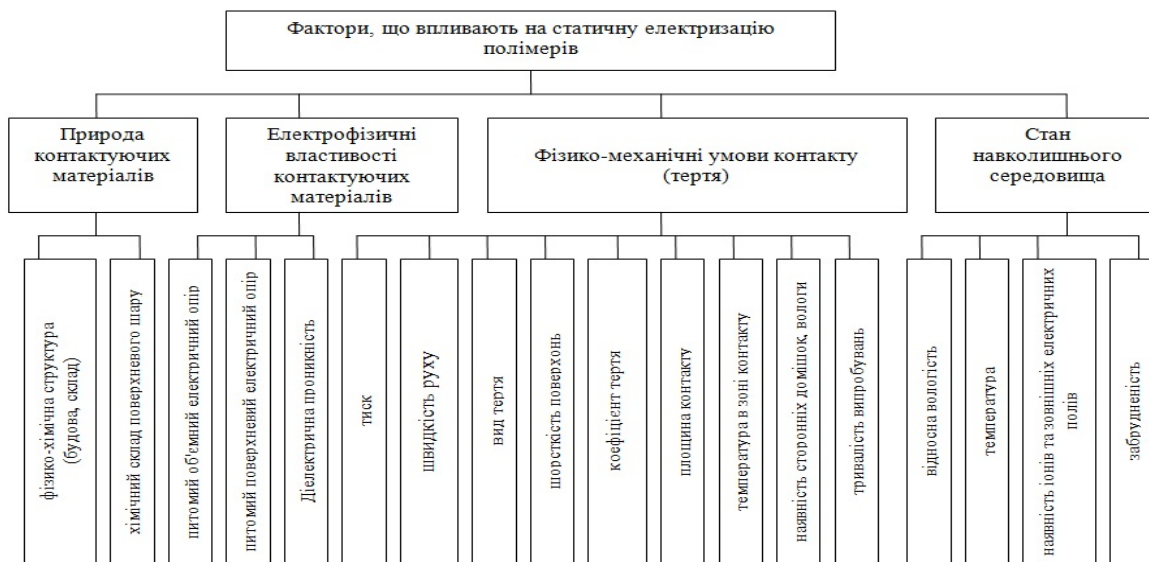 Фактори, що впливають на статичну електризацію
полімерів
Природа
контактуючих
матеріалів
Електрофізичні
властивості
контактуючих
матеріалів
Фізико-механічні умови контакту
(тертя)
Стан
навколишнього
середовища
фізико-хімічна структура
(будова, склад)
хімічний склад поверхневого шару
питомий об'ємний електричний опір
питомий поверхневий електричний опір
Діелектрична проникність
тиск
швидкість руху
вид тертя
шорсткість поверхонь
коефіцієнт тертя
площина контакту
температура в зоні контакту
наявність сторонніх домішок, вологи
тривалість випробувань
відносна вологість
температура
наявність іонів та зовнішніх електричних
полів
забрудненість